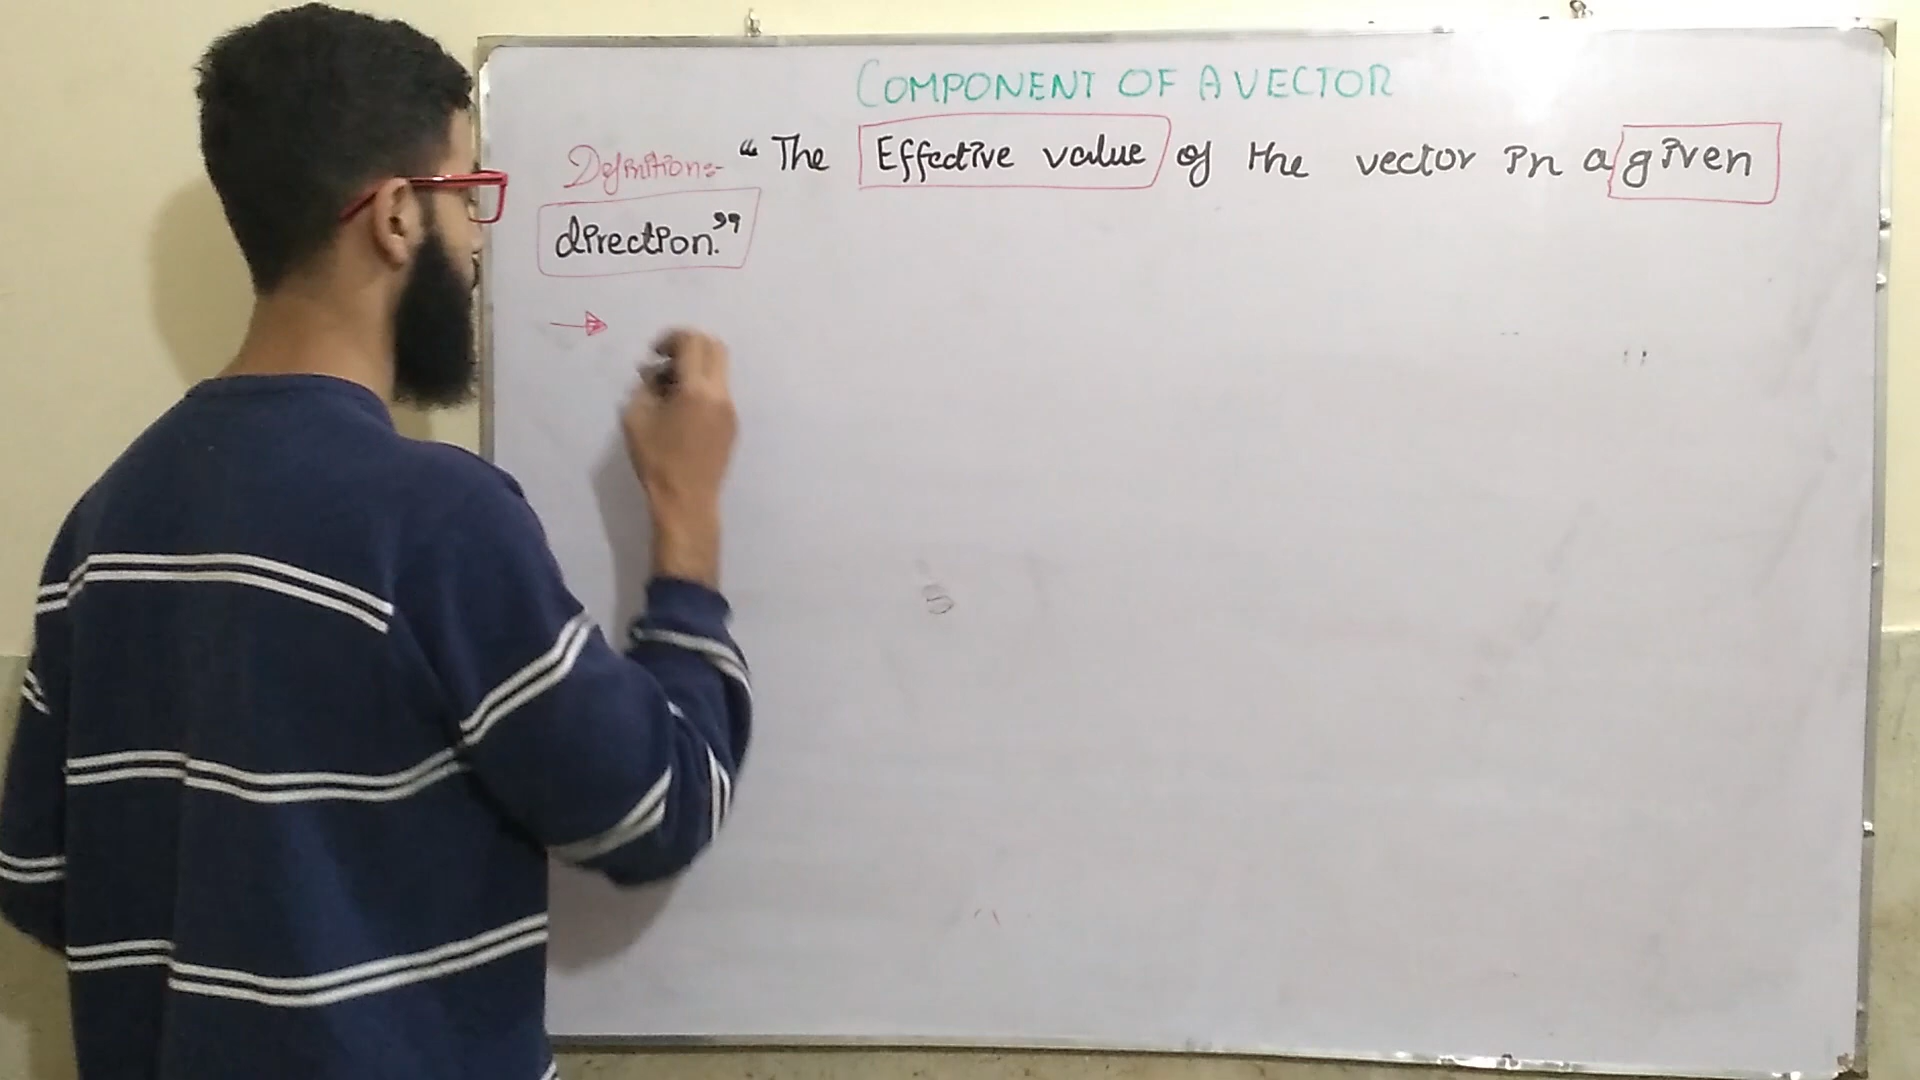 COMPONENT OF A VECTOR
Definition:- “The Effective value of the vector in a given
direction.”